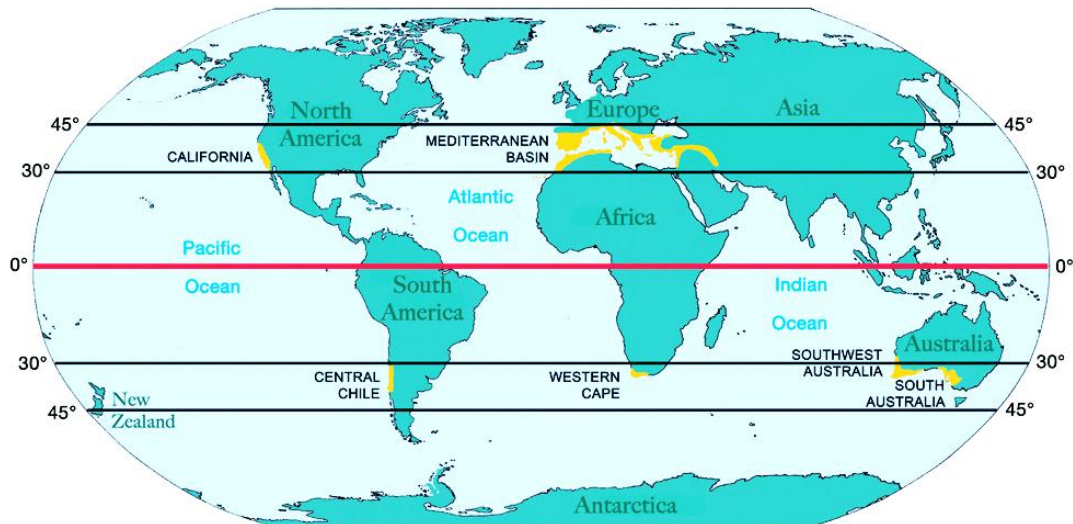 North
America
Europe
Asia
45°
45°
MEDITERRANEAN
BASIN
CALIFORNIA
30°
30°
Atlantic
Ocean
Africa
Pacific
Ocean
0°
0°
South
America
Indian
Ocean
Australia
SOUTHWEST
AUSTRALIA
30°
30°
CENTRAL
CHILE
WESTERN
CAPE
SOUTH
AUSTRALIA
New
Zealand
45°
45°
Antarctica